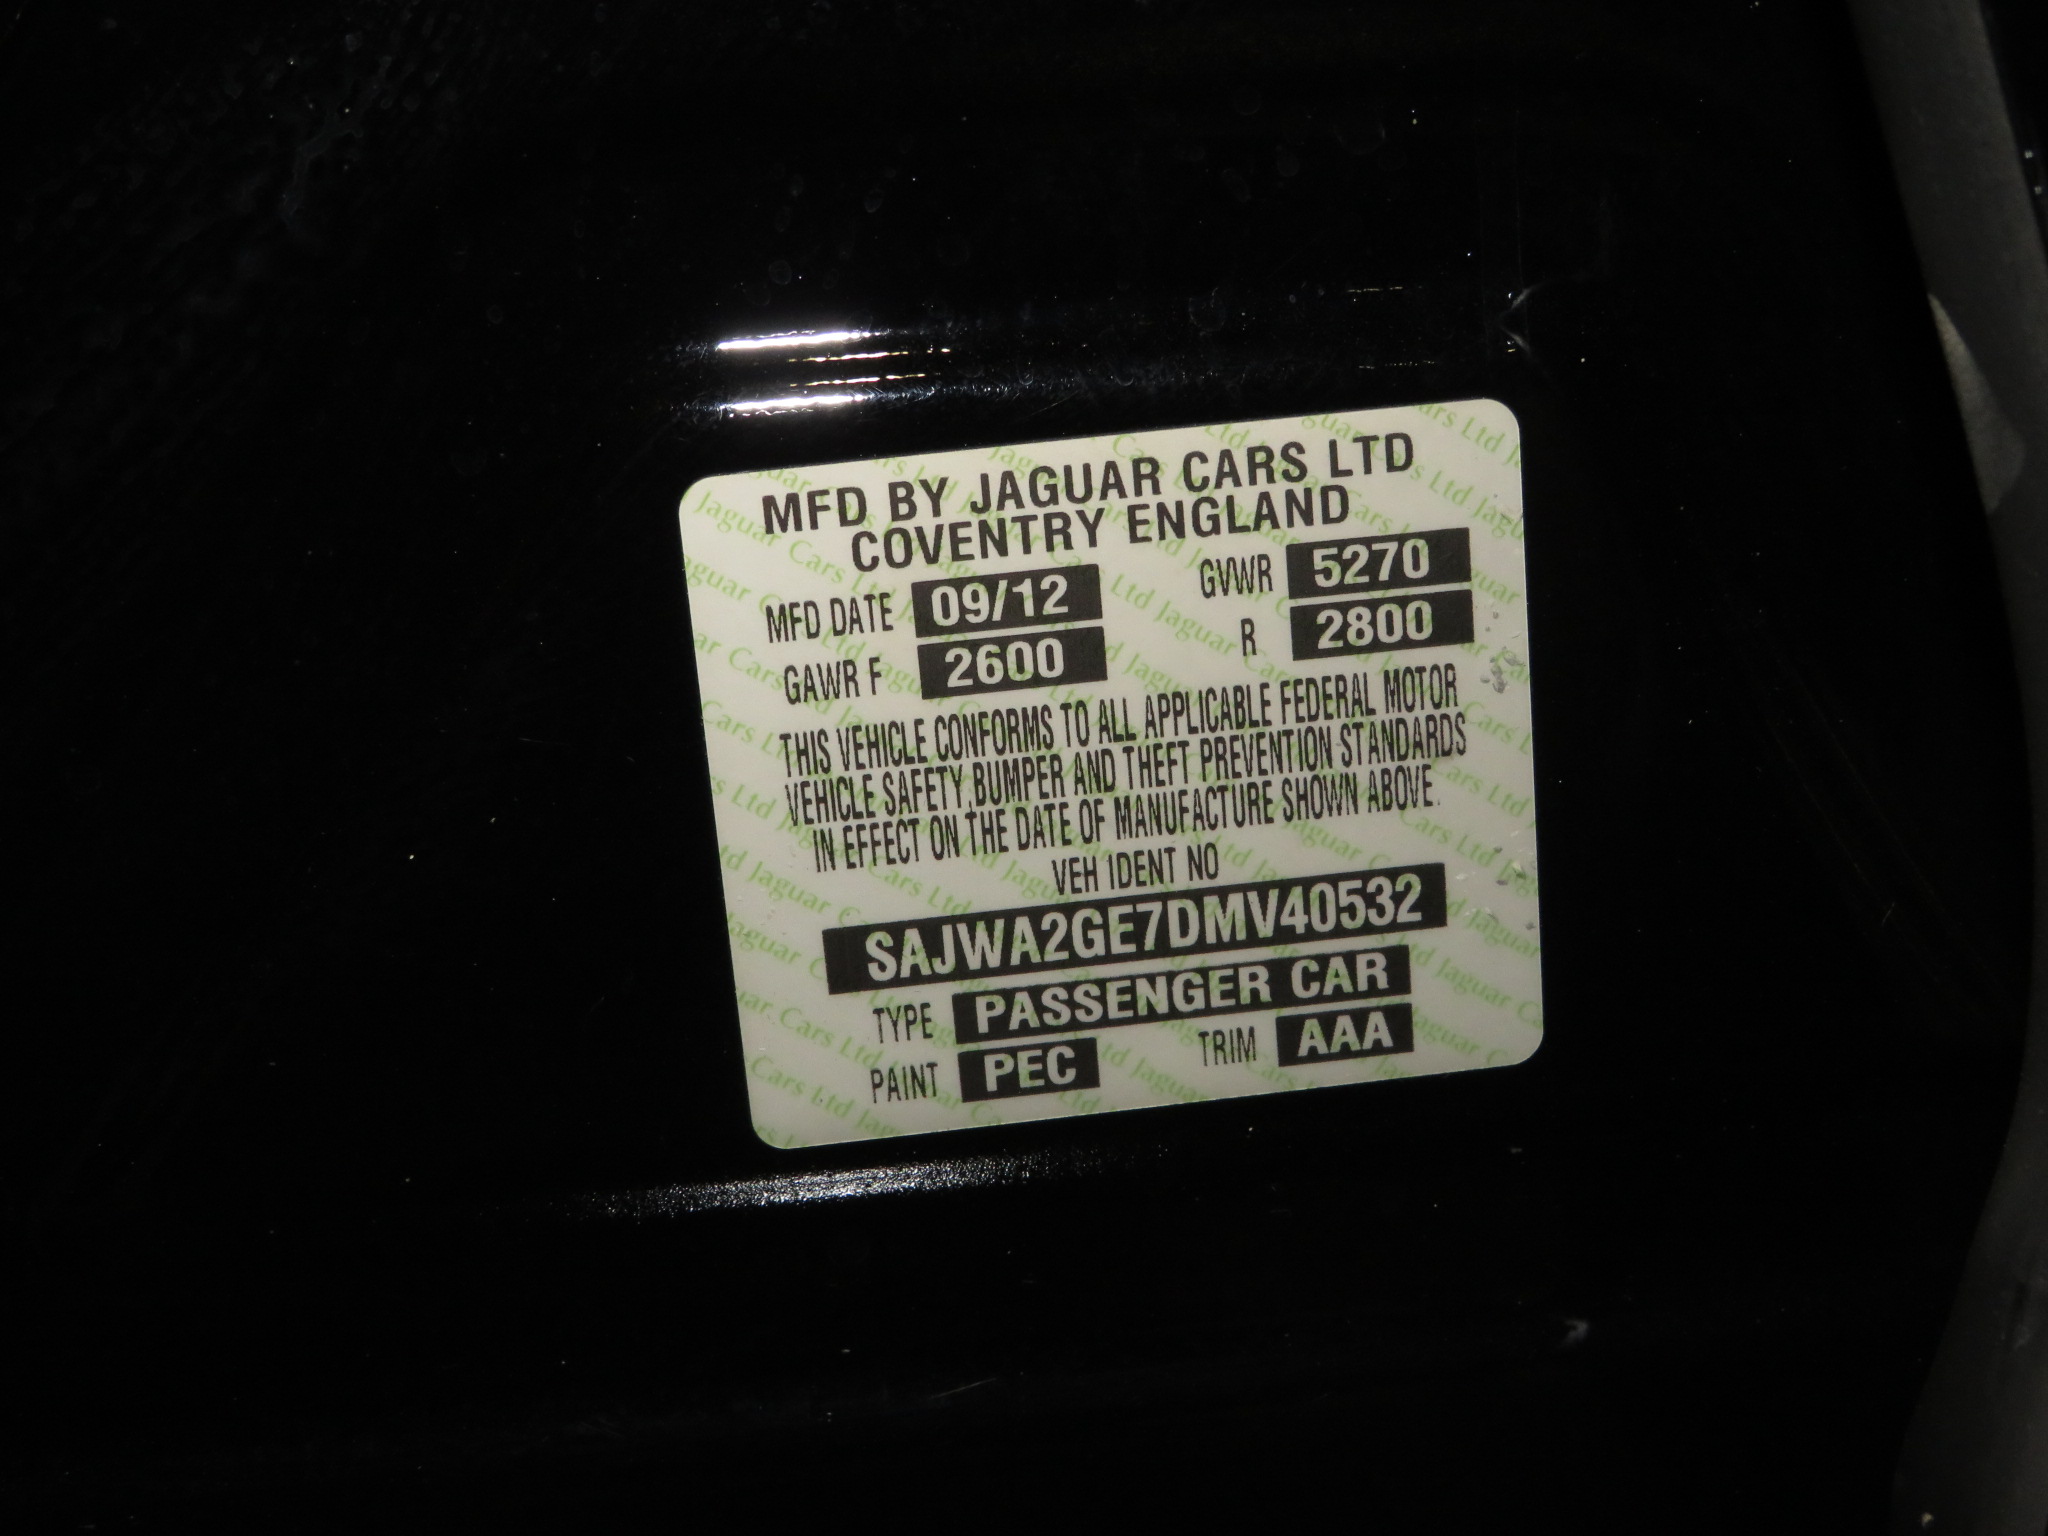 MFD BY JAGUAR CARS LTD
COVENTRY ENGLAND
MFD DATE 09/12 GVWR 5270
GAWR F 2600 R 2800
THIS VEHICLE CONFORMS TO ALL APPLICABLE FEDERAL MOTOR
VEHICLE SAFETY,BUMPER AND THEFT PREVENTION STANDARDS
IN EFFECT ON THE DATE OF MANUFACTURE SHOWN ABOVE.
VEH IDENT NO
SAJWA2GE7DMV40532
TYPE PASSENGER CAR
PAINT PEC TRIM AAA